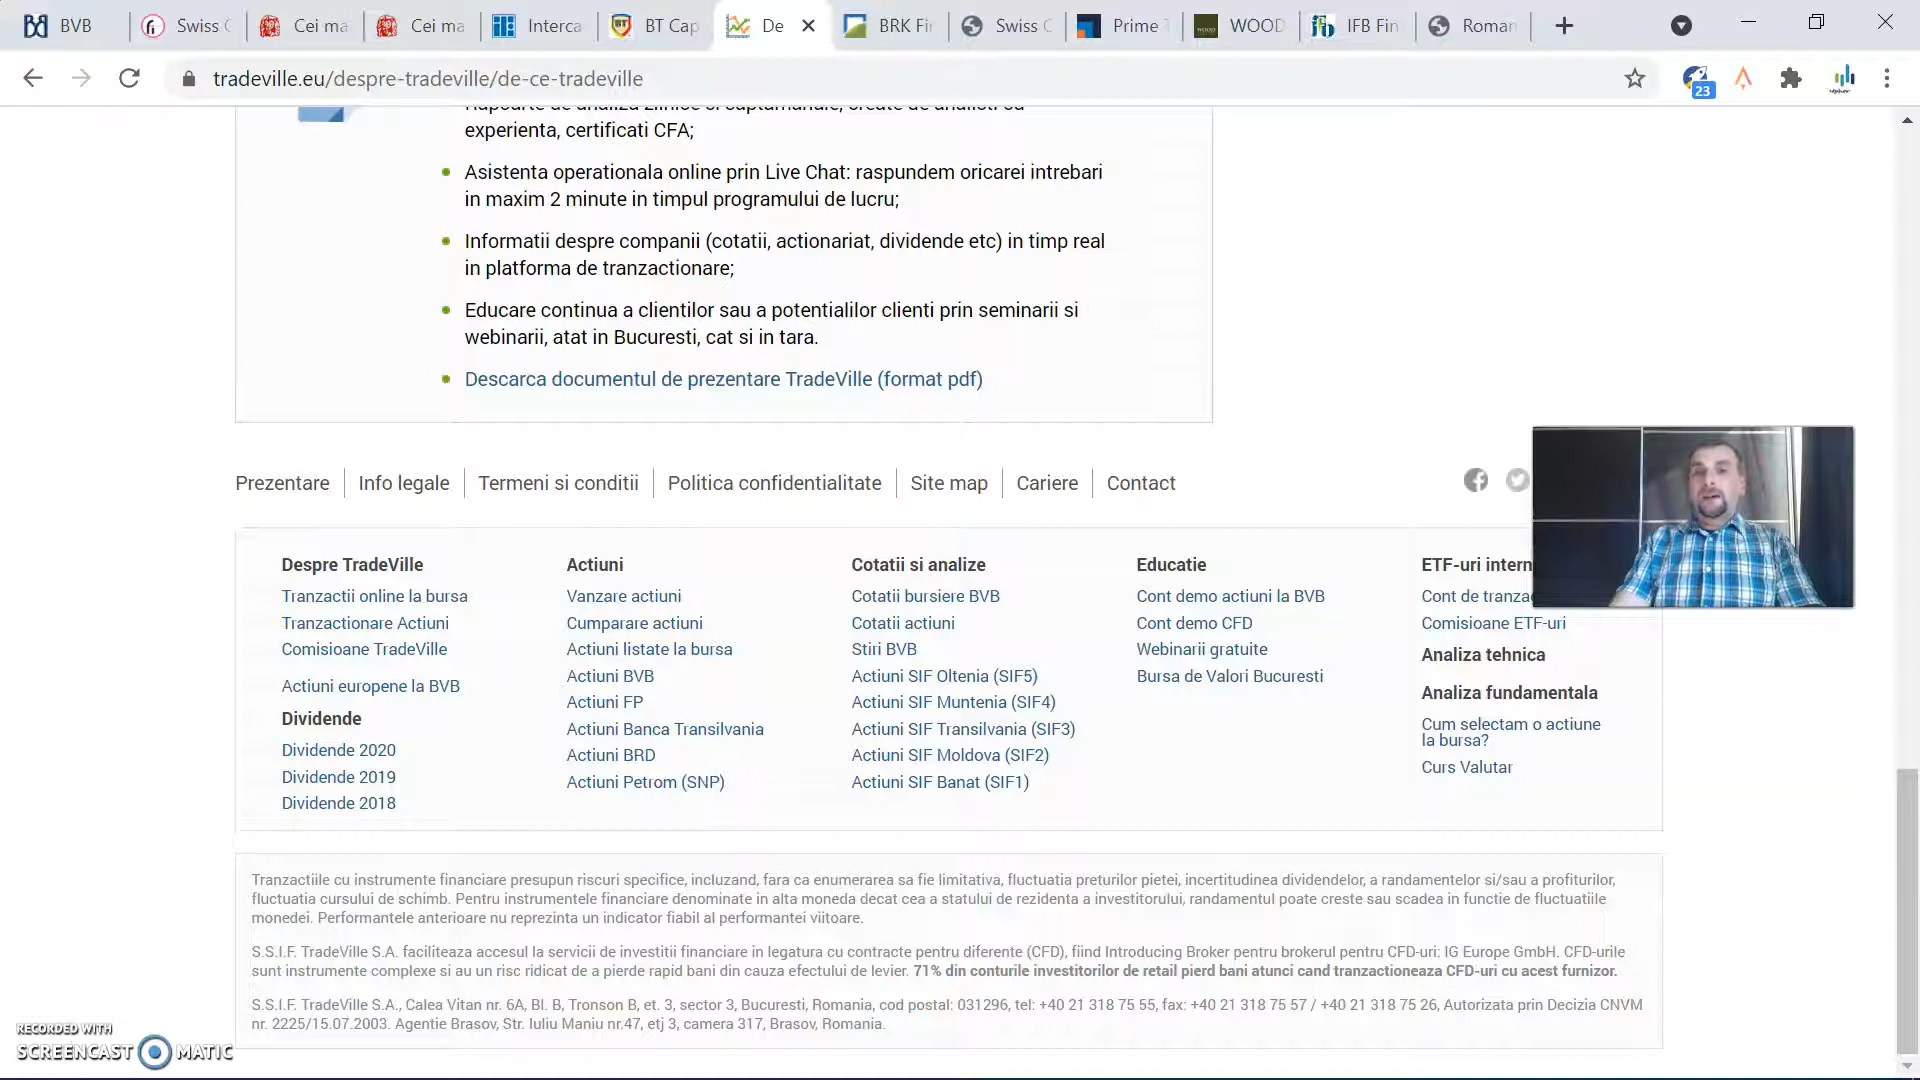 BVB
Swiss C
Cei ma
Cei ma
Interca
BT Cap
De
BRK Fi
Swiss C
Prime T
WOOD
IFB Fin
Roman
tradeville.eu/despre-tradeville/de-ce-tradeville
23
Rapoarte de analiza zilnice si saptamanale, create de analisti cu
experienta, certificati CFA;
Asistenta operationala online prin Live Chat: raspundem oricarei intrebari
in maxim 2 minute in timpul programului de lucru;
Informatii despre companii (cotatii, actionariat, dividende etc) in timp real
in platforma de tranzactionare;
Educare continua a clientilor sau a potentialilor clienti prin seminarii si
webinarii, atat in Bucuresti, cat si in tara.
Descarca documentul de prezentare TradeVille (format pdf)
Prezentare
Info legale
Termeni si conditii
Politica confidentialitate
Site map
Cariere
Contact
Despre TradeVille
Tranzactii online la bursa
Tranzactionare Actiuni
Comisioane TradeVille
Actiuni europene la BVB
Dividende
Dividende 2020
Dividende 2019
Dividende 2018
Actiuni
Vanzare actiuni
Cumparare actiuni
Actiuni listate la bursa
Actiuni BVB
Actiuni FP
Actiuni Banca Transilvania
Actiuni BRD
Actiuni Petrom (SNP)
Cotatii si analize
Cotatii bursiere BVB
Cotatii actiuni
Stiri BVB
Actiuni SIF Oltenia (SIF5)
Actiuni SIF Muntenia (SIF4)
Actiuni SIF Transilvania (SIF3)
Actiuni SIF Moldova (SIF2)
Actiuni SIF Banat (SIF1)
Educatie
Cont demo actiuni la BVB
Cont demo CFD
Webinarii gratuite
Bursa de Valori Bucuresti
ETF-uri intern
Cont de tranza
Comisioane ETF-uri
Analiza tehnica
Analiza fundamentala
Cum selectam o actiune
la bursa?
Curs Valutar
Tranzactiile cu instrumente financiare presupun riscuri specifice, incluzand, fara ca enumerarea sa fie limitativa, fluctuatia preturilor pietei, incertitudinea dividendelor, a randamentelor si/sau a profiturilor,
fluctuatia cursului de schimb. Pentru instrumentele financiare denominate in alta moneda decat cea a statului de rezidenta a investitorului, randamentul poate creste sau scadea in functie de fluctuatiile
monedei. Performantele anterioare nu reprezinta un indicator fiabil al performantei viitoare.
S.S.I.F. TradeVille S.A. faciliteaza accesul la servicii de investitii financiare in legatura cu contracte pentru diferente (CFD), fiind Introducing Broker pentru brokerul pentru CFD-uri: IG Europe GmbH. CFD-urile
sunt instrumente complexe si au un risc ridicat de a pierde rapid bani din cauza efectului de levier. 71% din conturile investitorilor de retail pierd bani atunci cand tranzactioneaza CFD-uri cu acest furnizor.
S.S.I.F. TradeVille S.A., Calea Vitan nr. 6A, Bl. B, Tronson B, et. 3, sector 3, Bucuresti, Romania, cod postal: 031296, tel: +40 21 318 75 55, fax: +40 21 318 75 57 / +40 21 318 75 26, Autorizata prin Decizia CNVM
nr. 2225/15.07.2003. Agentie Brasov, Str. Iuliu Maniu nr.47, etj 3, camera 317, Brasov, Romania.
RECORDED WITH
SCREENCAST MATIC